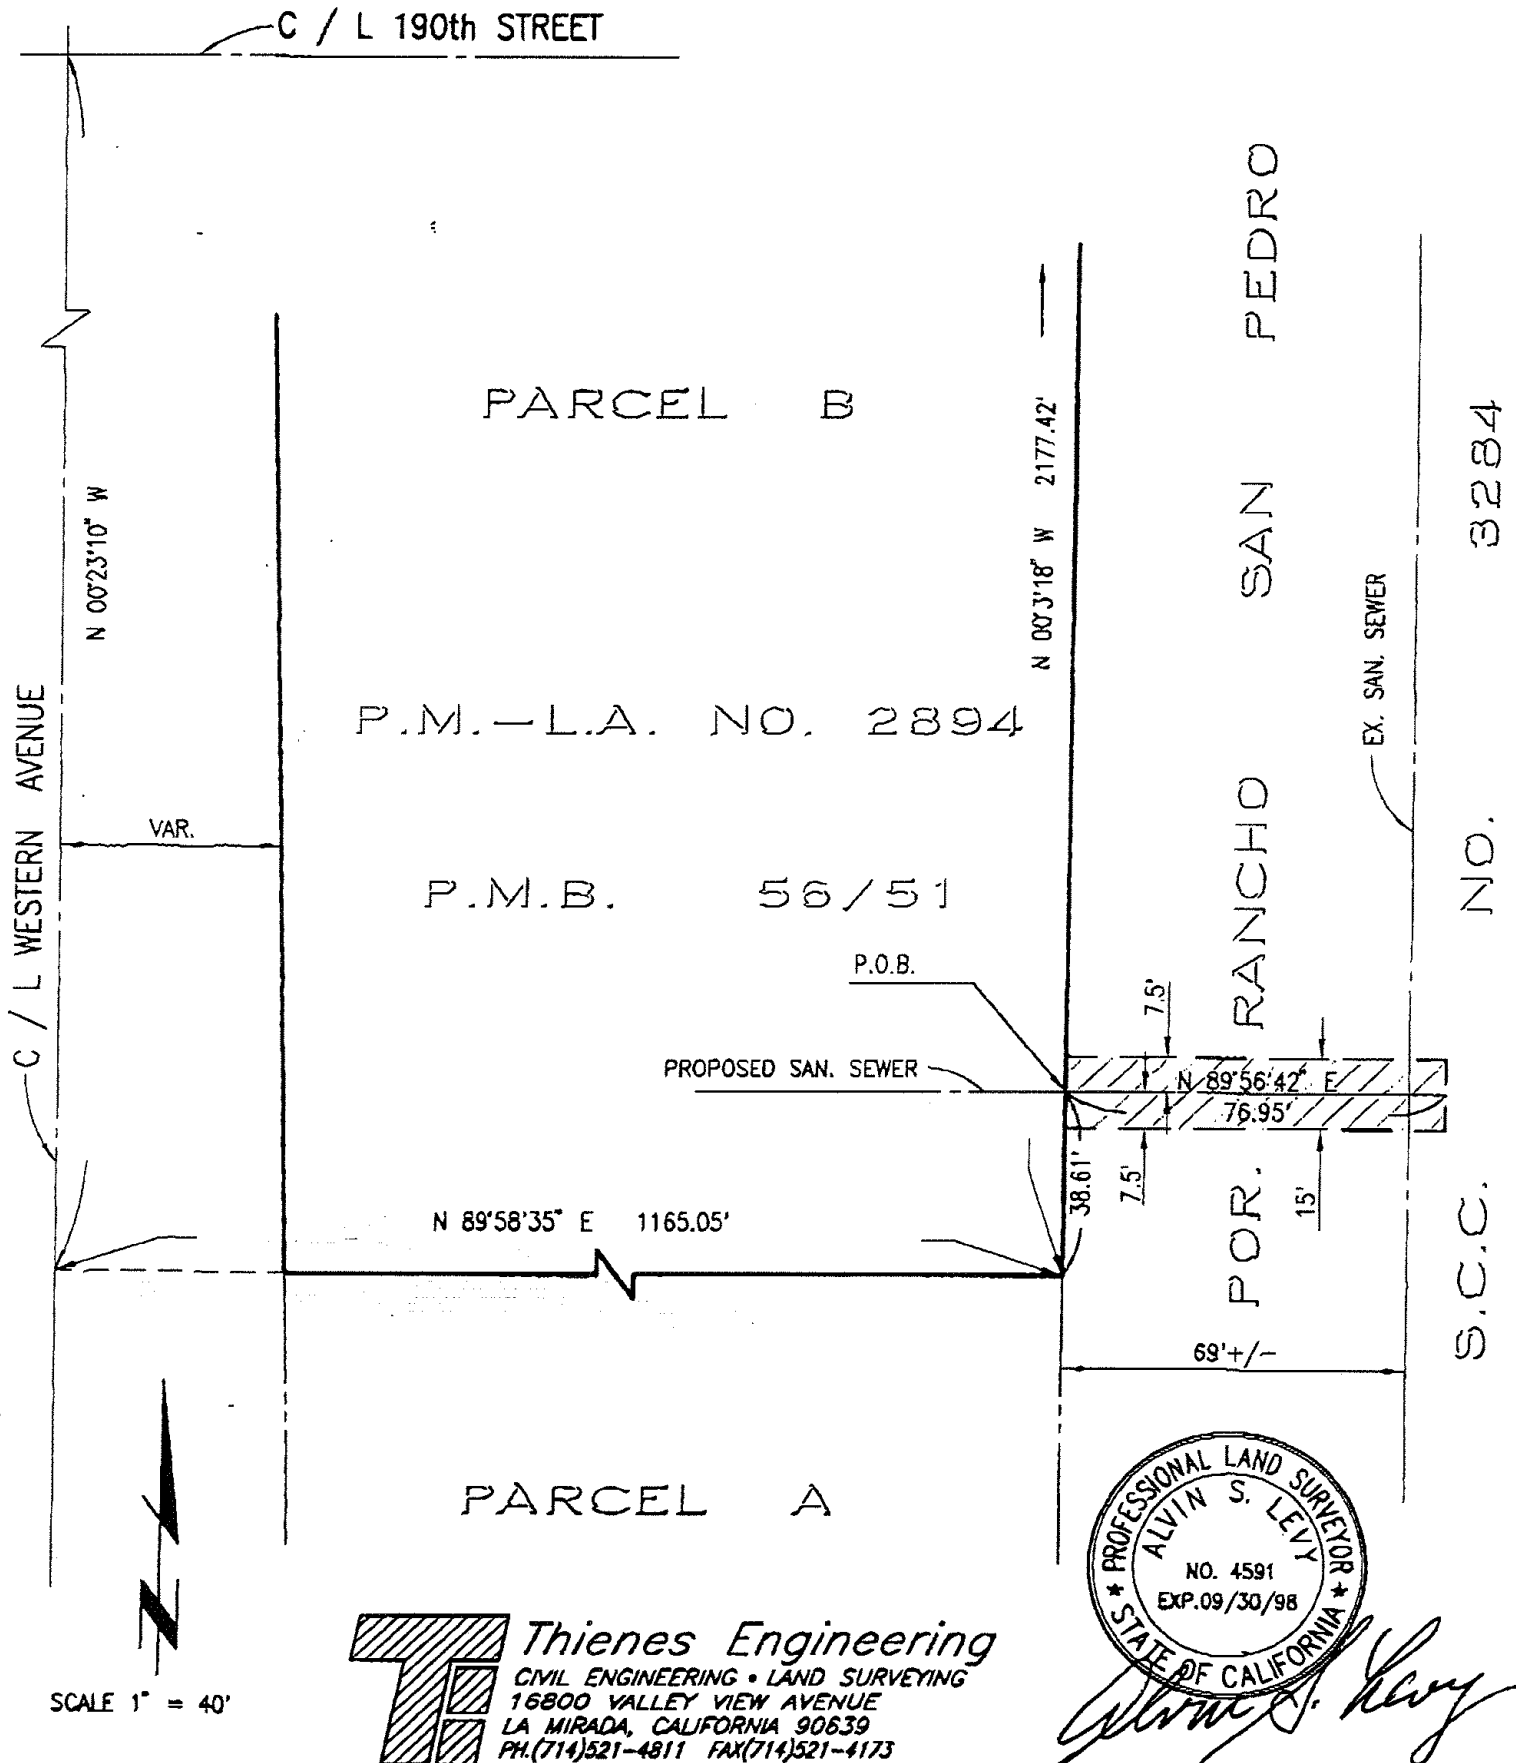 C / L 190th STREET
N 00°23'10" W
C / L WESTERN AVENUE
VAR.
PARCEL B
P.M.-L.A. NO. 2894
P.M.B. 56/51
N 00°3'18" W 2177.42'
POR. RANCHO SAN PEDRO
EX. SAN. SEWER
S.C.C. NO. 3284
P.O.B.
PROPOSED SAN. SEWER
7.5'
N 89°56'42" E
76.95'
38.61'
7.5'
15'
N 89°58'35" E 1165.05'
69'+/-
PARCEL A
N
SCALE 1" = 40'
Thienes Engineering
CIVIL ENGINEERING • LAND SURVEYING
16800 VALLEY VIEW AVENUE
LA MIRADA, CALIFORNIA 90639
PH.(714)521-4811 FAX(714)521-4173
★ PROFESSIONAL LAND SURVEYOR ★
ALVIN S. LEVY
NO. 4591
EXP.09/30/98
STATE OF CALIFORNIA
Alvin S. Levy